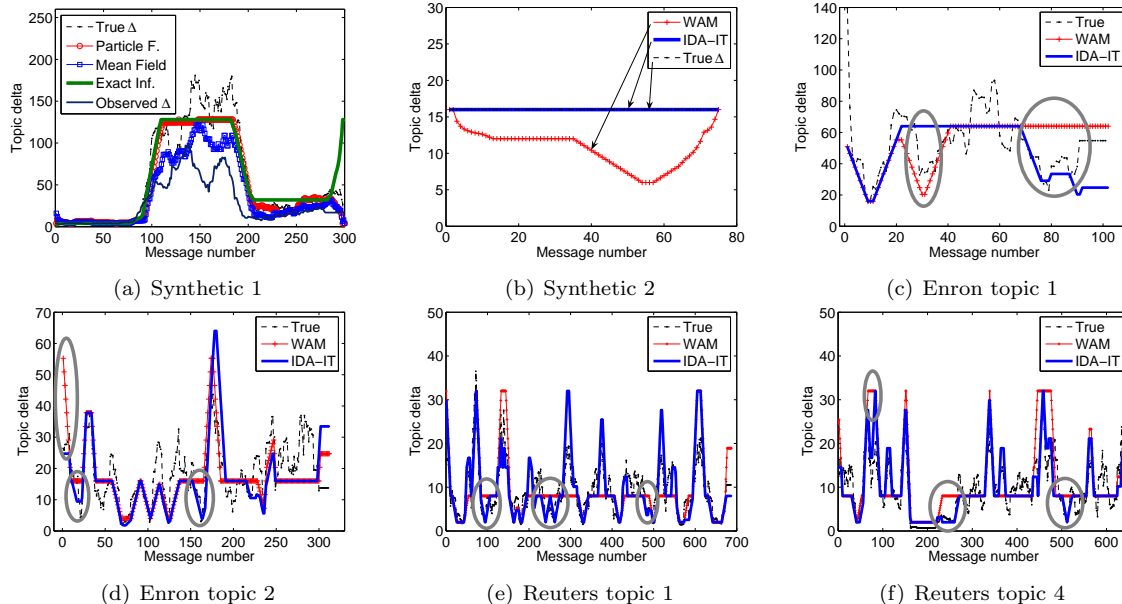 250
200
150
100
50
0
0 50 100 150 200 250 300
Topic delta
Message number
True Δ
Particle F.
Mean Field
Exact Inf.
Observed Δ
(a) Synthetic 1
30
25
20
15
10
5
0
0 20 40 60 80
Topic delta
Message number
WAM
IDA−IT
True Δ
(b) Synthetic 2
140
120
100
80
60
40
20
0
0 20 40 60 80 100
Topic delta
Message number
True
WAM
IDA−IT
(c) Enron topic 1
70
60
50
40
30
20
10
0
0 50 100 150 200 250 300
Topic delta
Message number
True
WAM
IDA−IT
(d) Enron topic 2
50
40
30
20
10
0
0 100 200 300 400 500 600 700
Topic delta
Message number
True
WAM
IDA−IT
(e) Reuters topic 1
50
40
30
20
10
0
0 100 200 300 400 500 600
Topic delta
Message number
True
WAM
IDA−IT
(f) Reuters topic 4